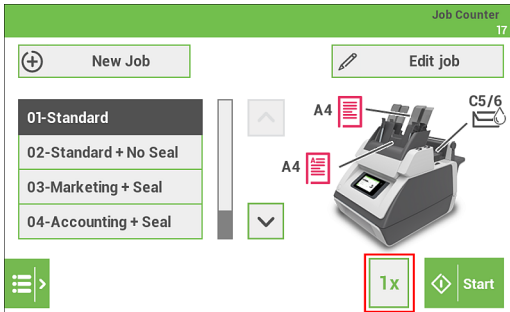 Job Counter
17
New Job
Edit job
01-Standard
02-Standard + No Seal
03-Marketing + Seal
04-Accounting + Seal
A4
C5/6
A4
1x
Start